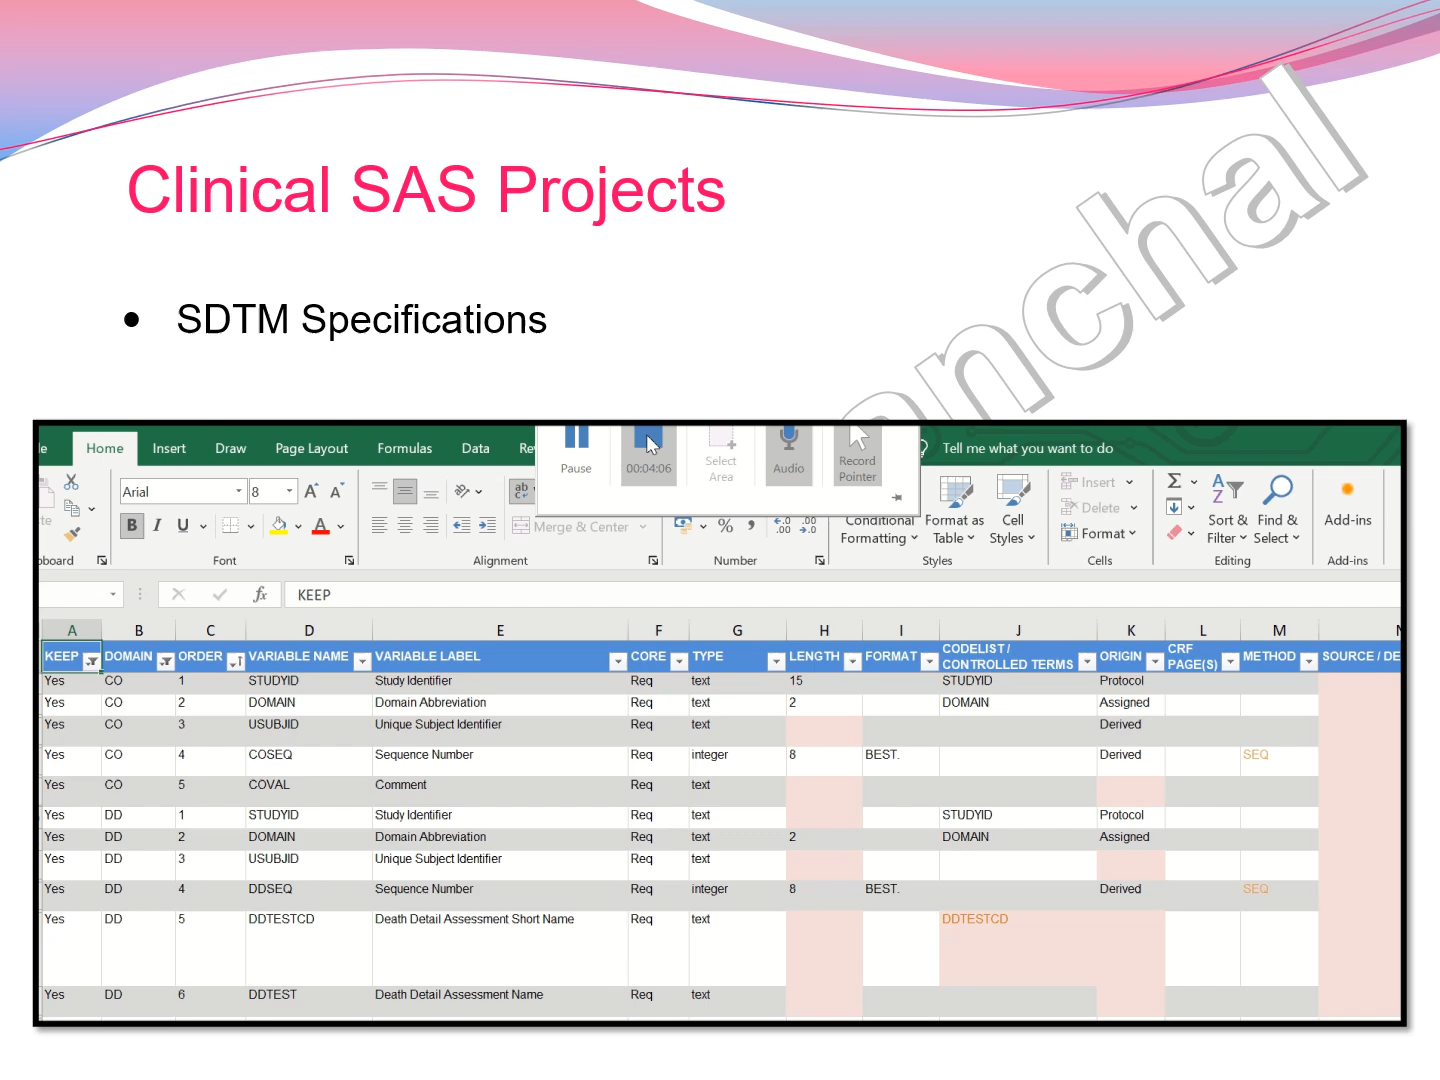 Clinical SAS Projects
• SDTM Specifications
anchal
Home Insert Draw Page Layout Formulas Data Re Tell me what you want to do
Pause 00:04:06 Select Area Audio Record Pointer
Arial 8 Insert
Delete
B I U Merge & Center Conditional Formatting Format as Table Cell Styles Format Sort & Filter Find & Select Add-ins
Font Alignment Number Styles Cells Editing Add-ins
fx KEEP
A B C D E F G H I J K L M
KEEP DOMAIN ORDER VARIABLE NAME VARIABLE LABEL CORE TYPE LENGTH FORMAT CODELIST / CONTROLLED TERMS ORIGIN CRF PAGE(S) METHOD SOURCE / DE
Yes CO 1 STUDYID Study Identifier Req text 15 STUDYID Protocol
Yes CO 2 DOMAIN Domain Abbreviation Req text 2 DOMAIN Assigned
Yes CO 3 USUBJID Unique Subject Identifier Req text Derived
Yes CO 4 COSEQ Sequence Number Req integer 8 BEST. Derived SEQ
Yes CO 5 COVAL Comment Req text
Yes DD 1 STUDYID Study Identifier Req text STUDYID Protocol
Yes DD 2 DOMAIN Domain Abbreviation Req text 2 DOMAIN Assigned
Yes DD 3 USUBJID Unique Subject Identifier Req text
Yes DD 4 DDSEQ Sequence Number Req integer 8 BEST. Derived SEQ
Yes DD 5 DDTESTCD Death Detail Assessment Short Name Req text DDTESTCD
Yes DD 6 DDTEST Death Detail Assessment Name Req text